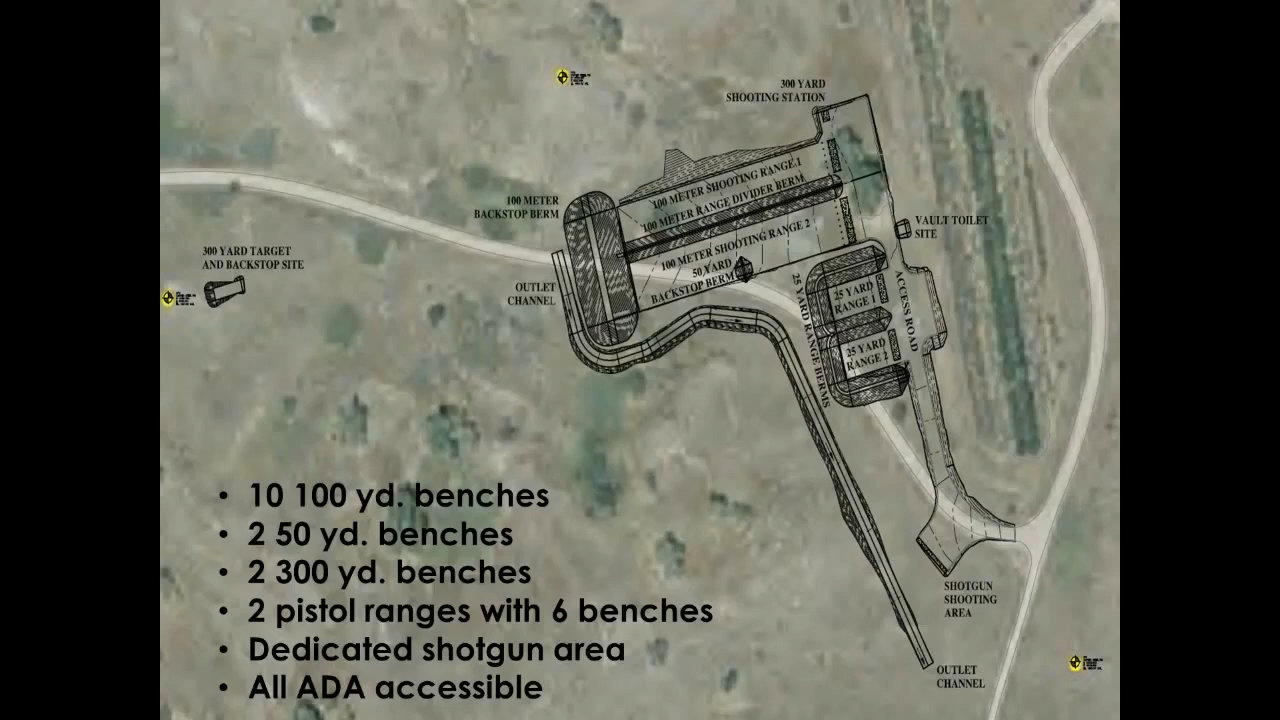 300 YARD
SHOOTING STATION
100 METER SHOOTING RANGE 1
100 METER RANGE DIVIDER BERM
100 METER
BACKSTOP BERM
100 METER SHOOTING RANGE 2
VAULT TOILET
SITE
300 YARD TARGET
AND BACKSTOP SITE
50 YARD
BACKSTOP BERM
OUTLET
CHANNEL
25 YARD RANGE BERMS
25 YARD
RANGE 1
ACCESS ROAD
25 YARD
RANGE 2
• 10 100 yd. benches
• 2 50 yd. benches
• 2 300 yd. benches
• 2 pistol ranges with 6 benches
• Dedicated shotgun area
• All ADA accessible
SHOTGUN
SHOOTING
AREA
OUTLET
CHANNEL